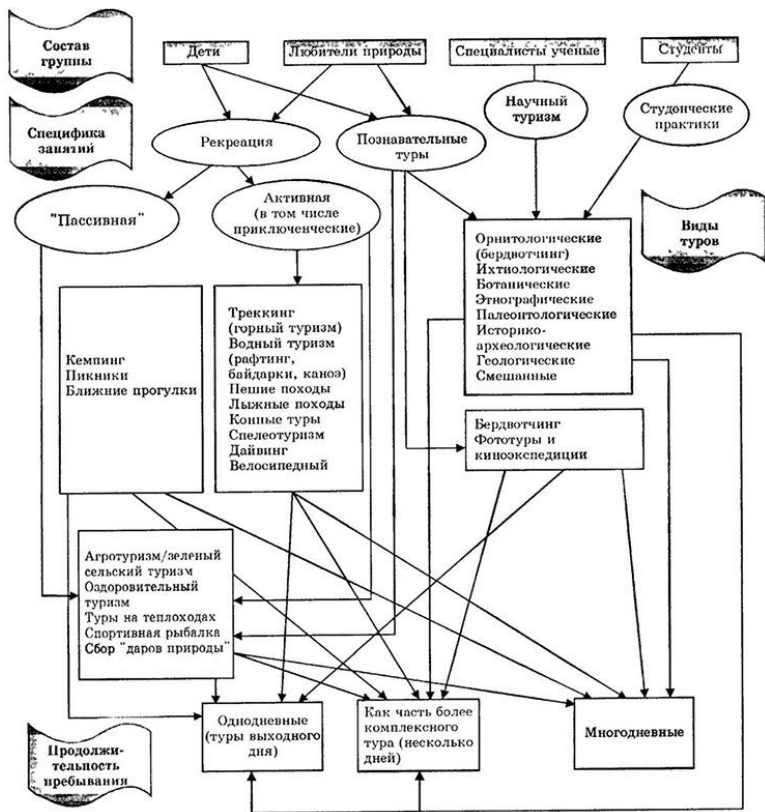 Состав
группы
Дети
Любители природы
Специалисты ученые
Студенты
Специфика
занятий
Рекреация
Познавательные
туры
Научный
туризм
Студенческие
практики
"Пассивная"
Активная
(в том числе
приключенческие)
Виды
туров
Орнитологические
(бердвотчинг)
Ихтиологические
Ботанические
Этнографические
Палеонтологические
Историко-
археологические
Геологические
Смешанные
Кемпинг
Пикники
Ближние прогулки
Треккинг
(горный туризм)
Водный туризм
(рафтинг,
байдарки, каноэ)
Пешие походы
Лыжные походы
Конные туры
Спелеотуризм
Дайвинг
Велосипедный
Бердвотчинг
Фототуры и
киноэкспедиции
Агротуризм/зеленый
сельский туризм
Оздоровительный
туризм
Туры на теплоходах
Спортивная рыбалка
Сбор "даров природы"
Продолжи-
тельность
пребывания
Однодневные
(туры выходного
дня)
Как часть более
комплексного
тура (несколько
дней)
Многодневные